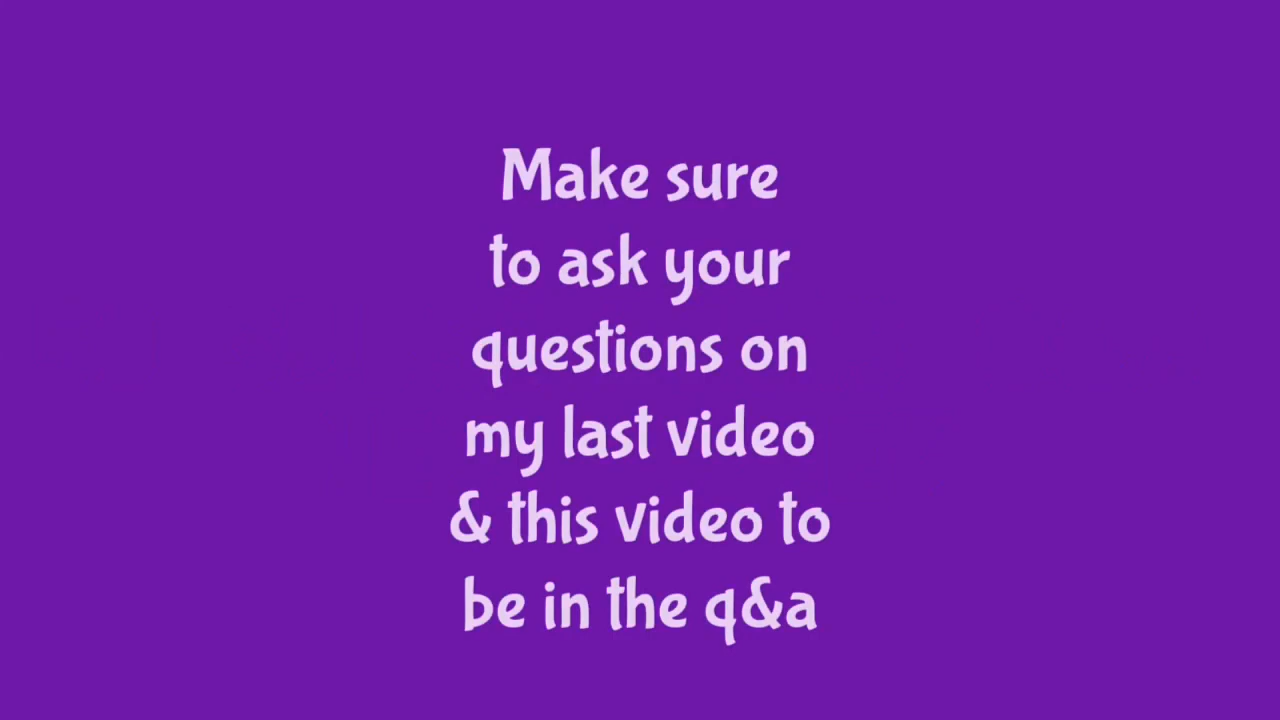 Make sure
to ask your
questions on
my last video
& this video to
be in the q&a